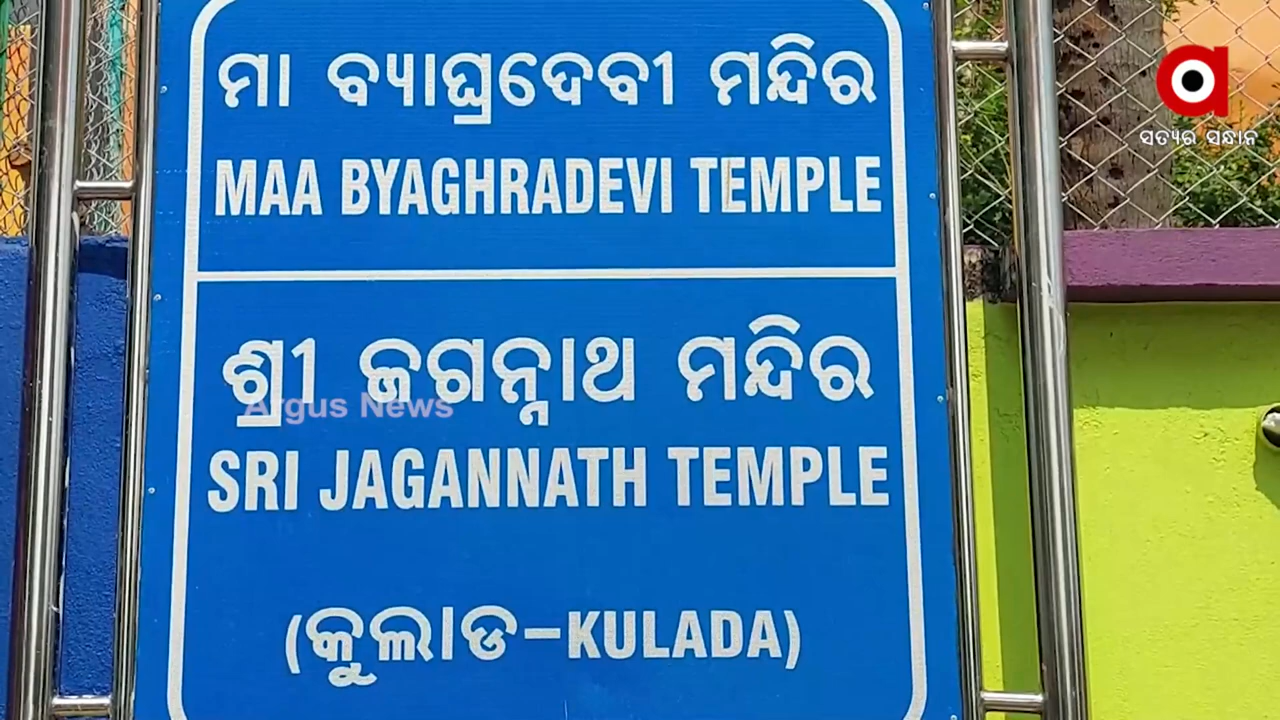 ମା ବ୍ୟାଘ୍ରଦେବୀ ମନ୍ଦିର
MAA BYAGHRADEVI TEMPLE
ଶ୍ରୀ ଜଗନ୍ନାଥ ମନ୍ଦିର
Argus News
SRI JAGANNATH TEMPLE
(କୁଲାଡ-KULADA)
ସତ୍ୟର ସନ୍ଧାନ